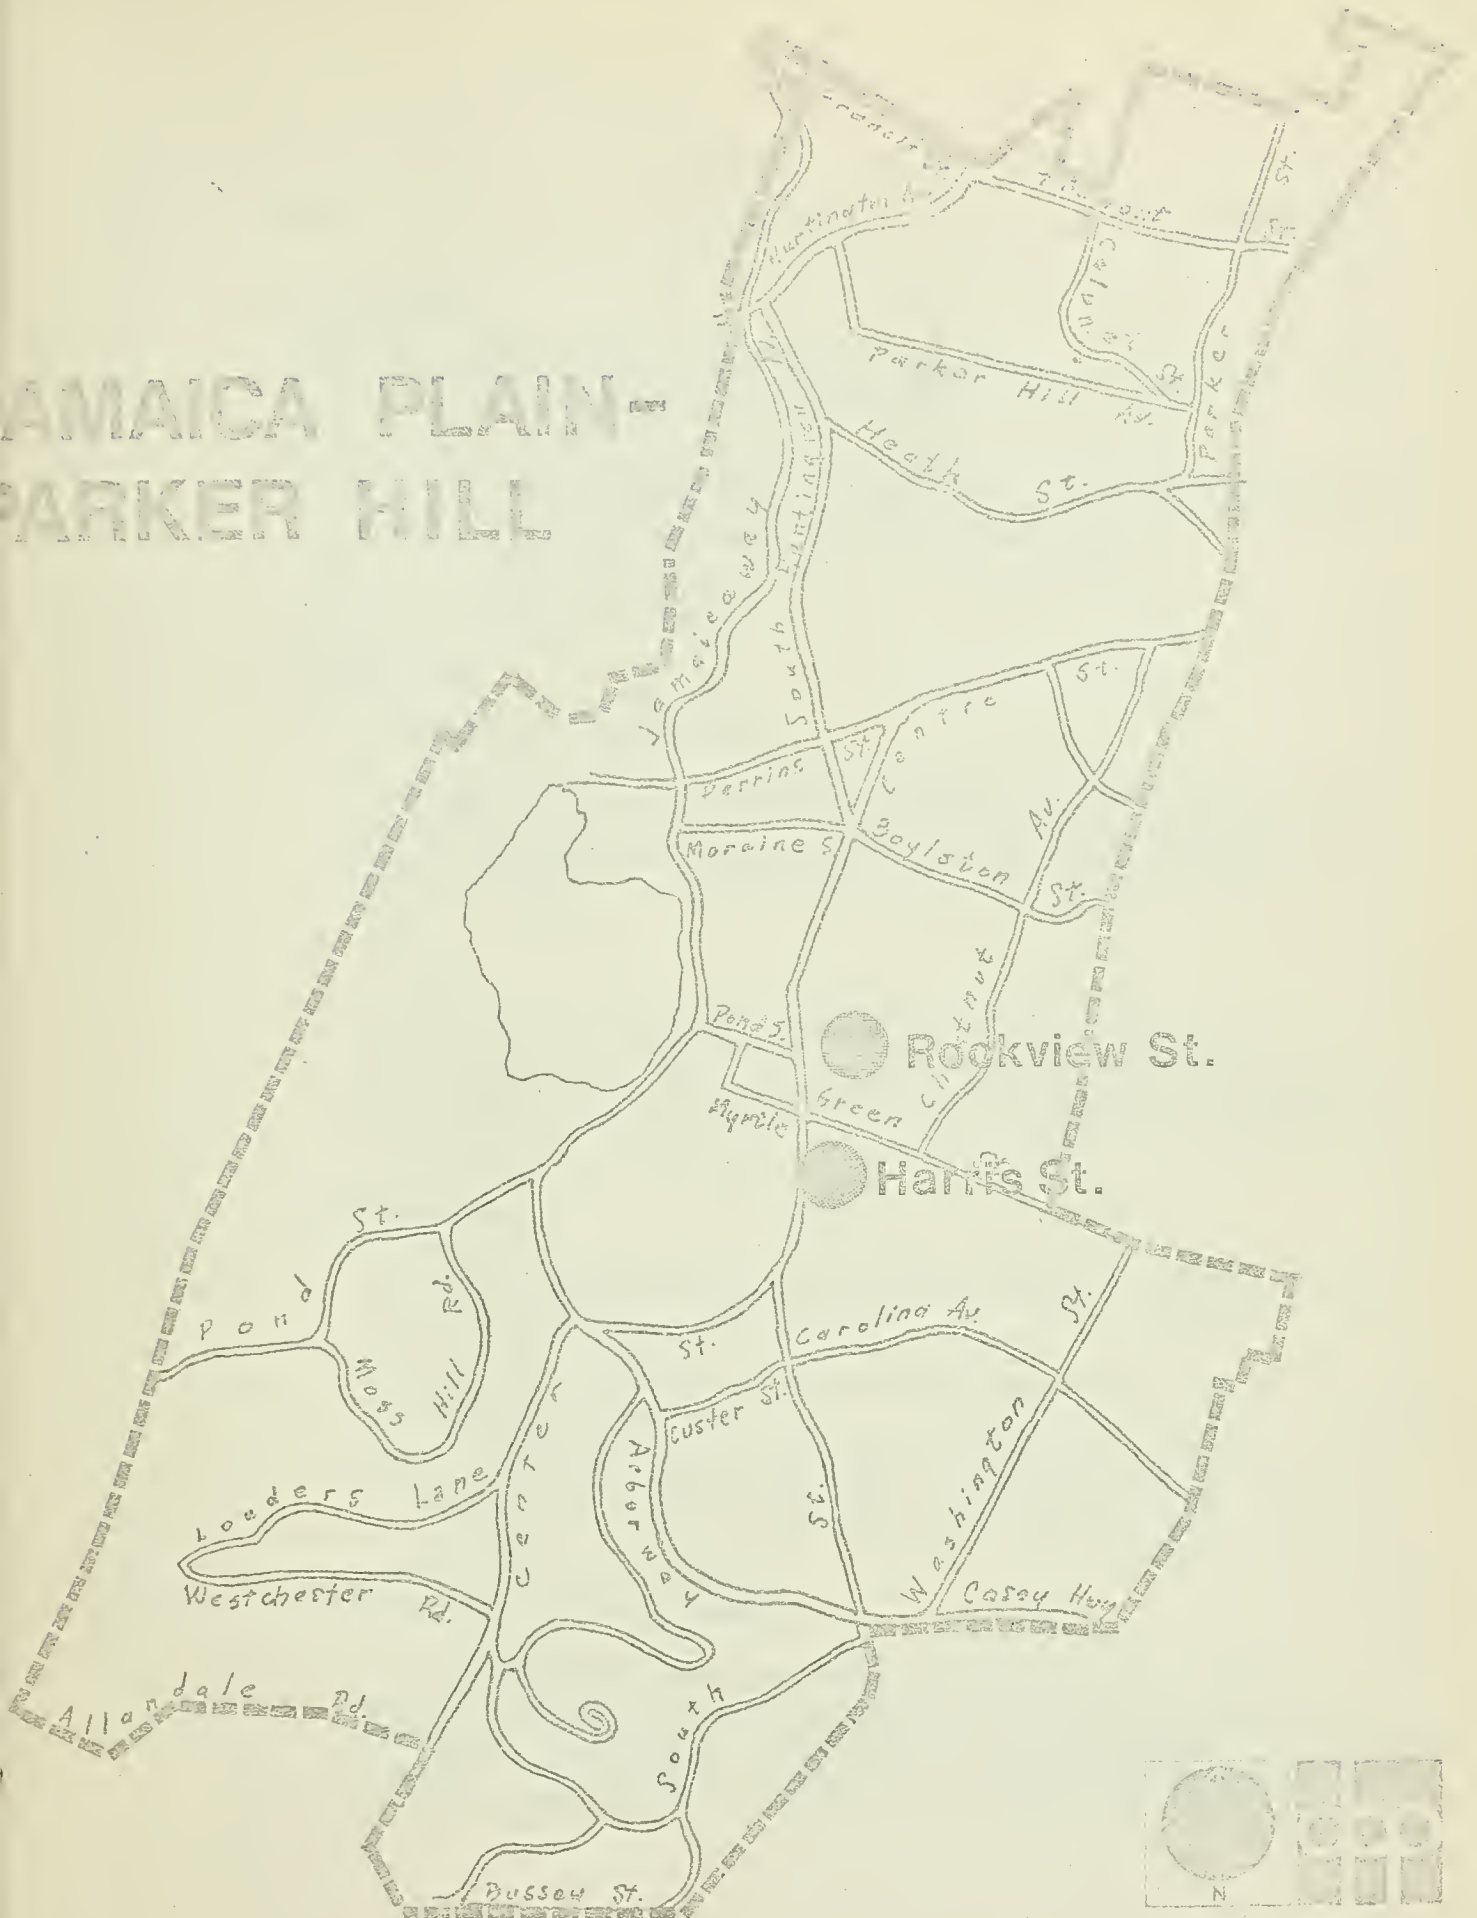 JAMAICA PLAIN-
PARKER HILL
Huntington A
Tremont
St.
St.
Calumet
St.
Parker Hill Av.
Parker
Heath St.
Jamaicaway
South Huntington
Centre St.
Perkins St.
Moraine S.
Boylston St.
Chestnut Av.
Pond S.
Rockview St.
Myrtle
Green
Harris St.
Pond St.
Moss Hill Rd.
St.
Carolina Av.
Custer St.
St.
Washington St.
Arborway
Center
Louders Lane
Westchester Rd.
Casey Hwy
Allandale Rd.
South
Bussey St.
N